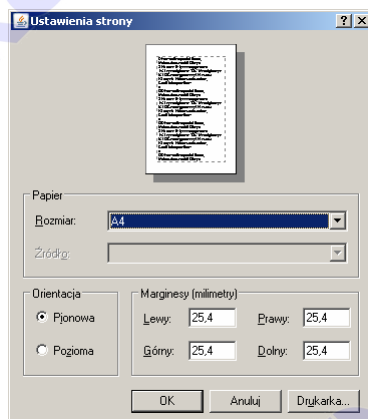 Ustawienia strony
Papier
Rozmiar: A4
Źródło:
Orientacja
Pionowa
Pozioma
Marginesy (milimetry)
Lewy: 25,4 Prawy: 25,4
Górny: 25,4 Dolny: 25,4
OK Anuluj Drukarka...